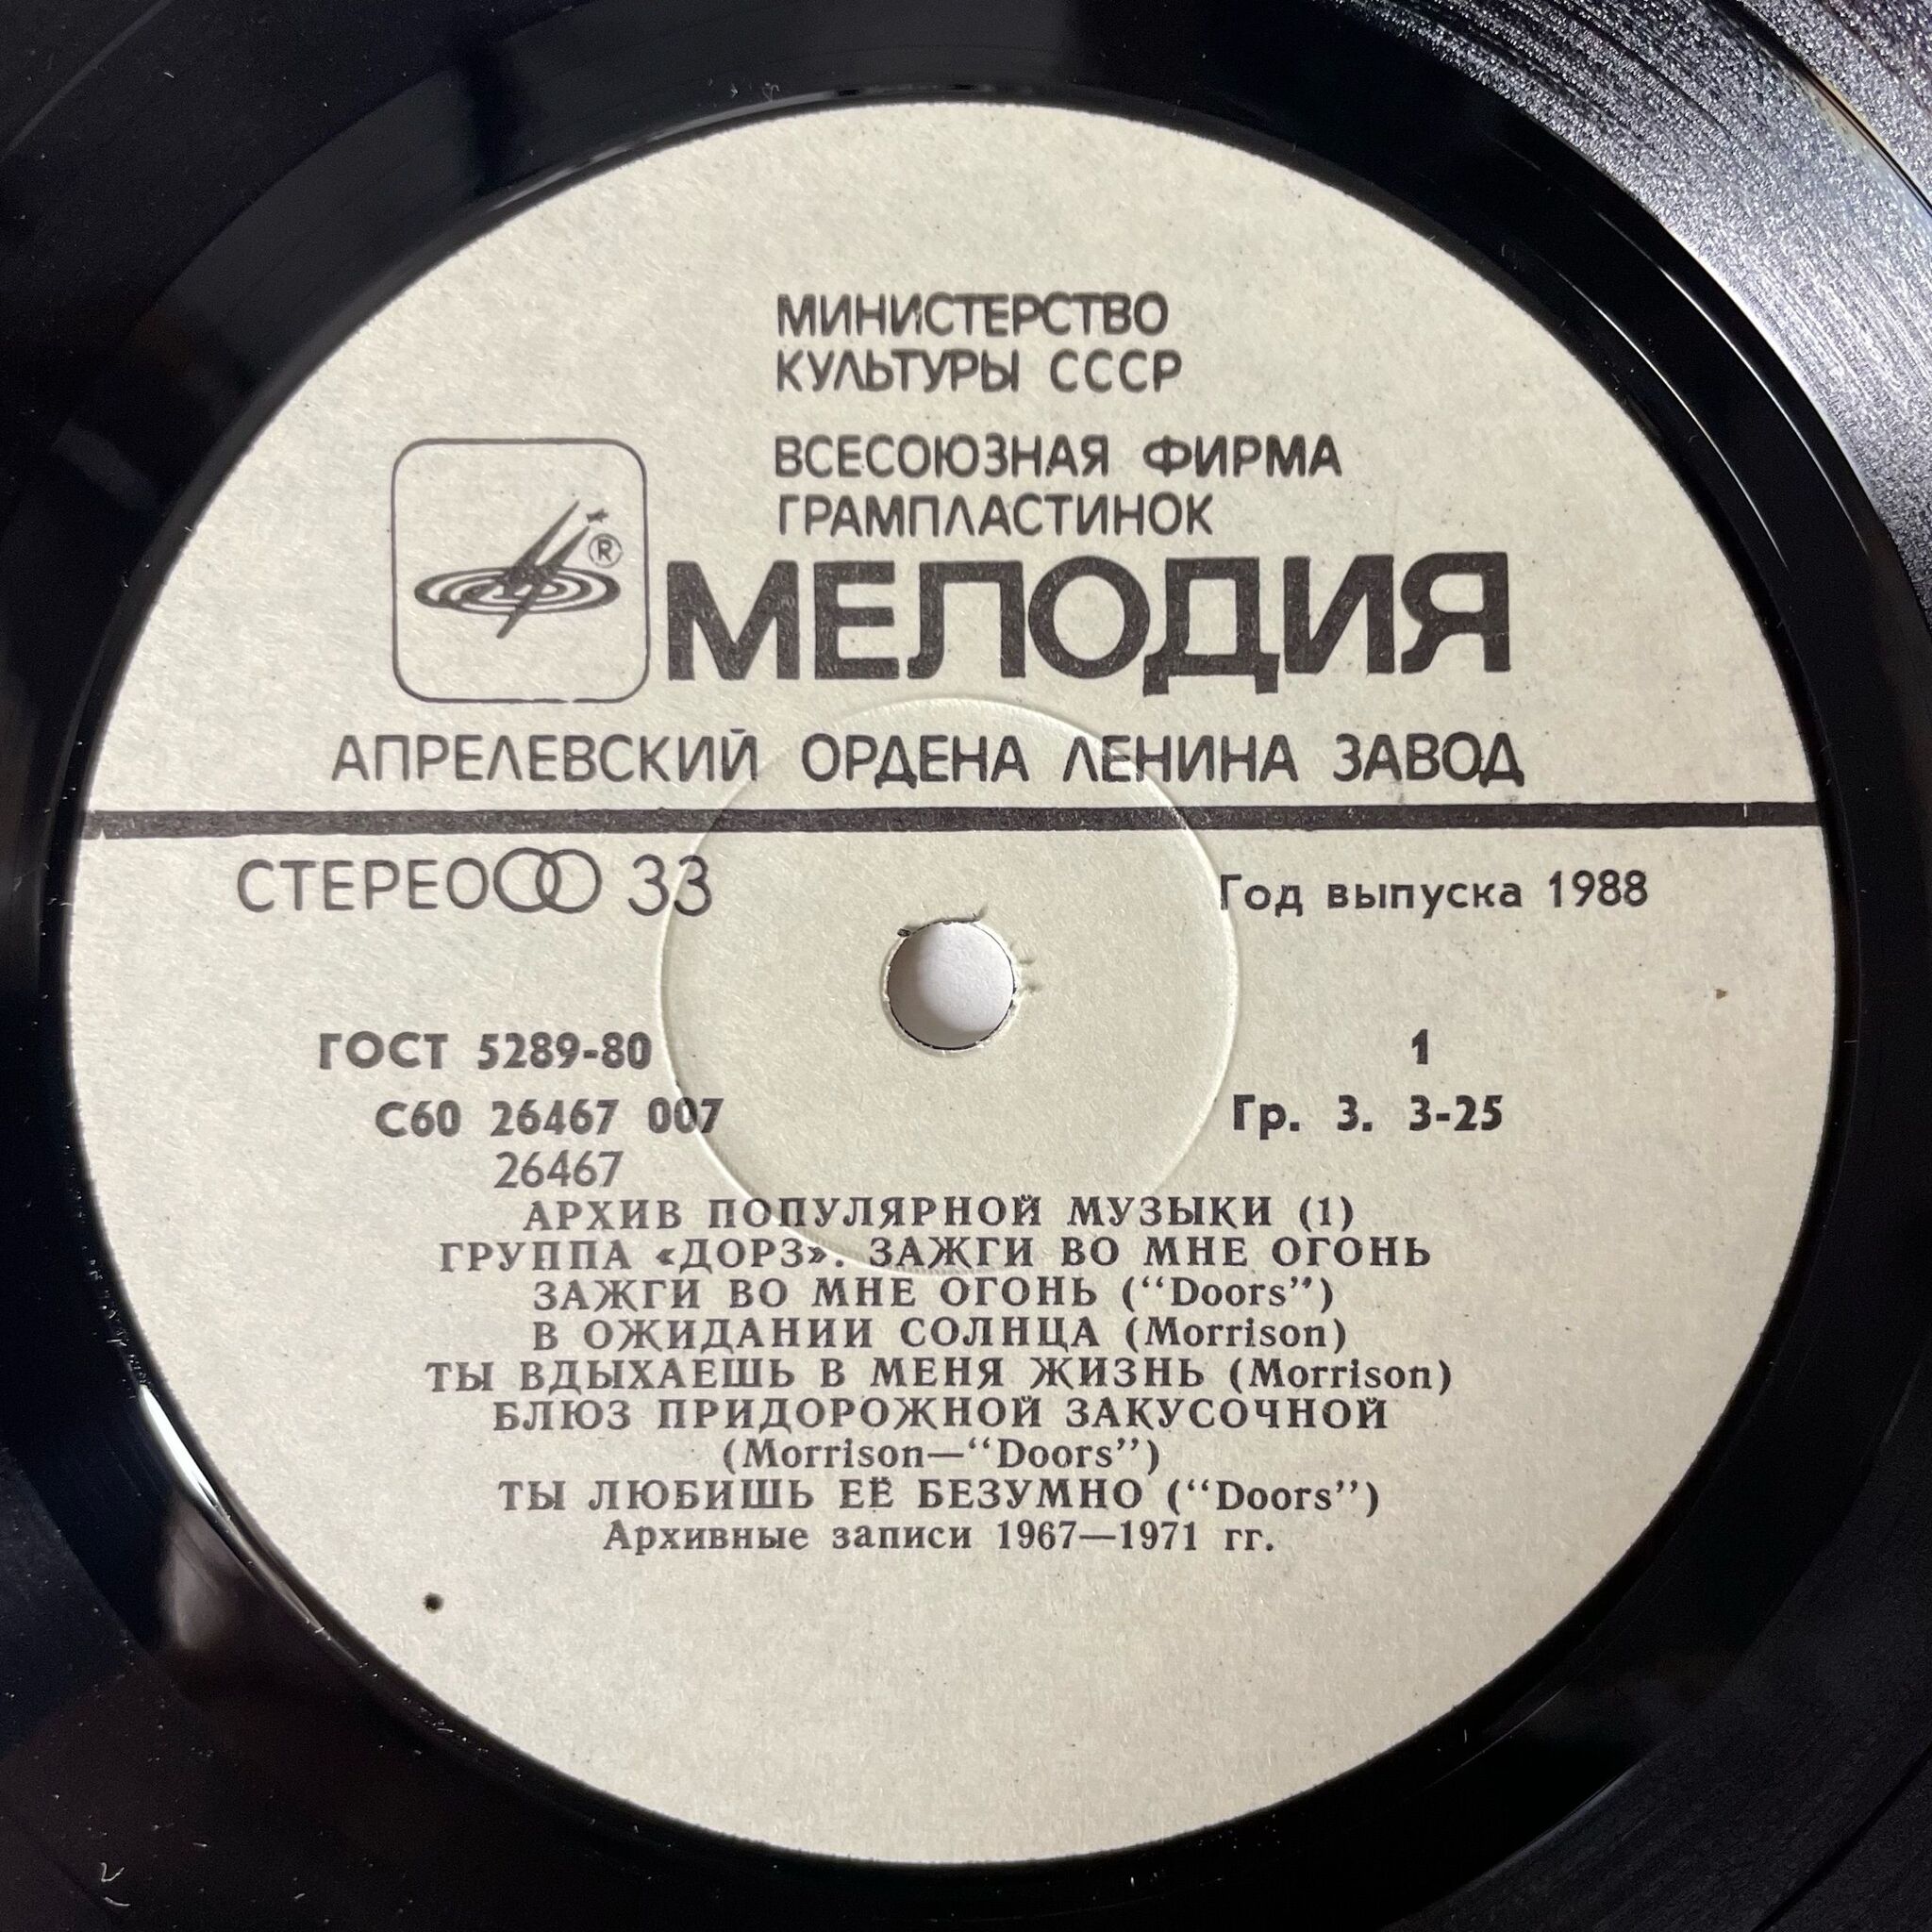 МИНИСТЕРСТВО
КУЛЬТУРЫ СССР
ВСЕСОЮЗНАЯ ФИРМА
ГРАМПЛАСТИНОК
®
МЕЛОДИЯ
АПРЕЛЕВСКИЙ ОРДЕНА ЛЕНИНА ЗАВОД
СТЕРЕО 33
Год выпуска 1988
ГОСТ 5289-80
1
С60 26467 007
Гр. 3. 3-25
26467
АРХИВ ПОПУЛЯРНОЙ МУЗЫКИ (1)
ГРУППА «ДОРЗ». ЗАЖГИ ВО МНЕ ОГОНЬ
ЗАЖГИ ВО МНЕ ОГОНЬ (“Doors”)
В ОЖИДАНИИ СОЛНЦА (Morrison)
ТЫ ВДЫХАЕШЬ В МЕНЯ ЖИЗНЬ (Morrison)
БЛЮЗ ПРИДОРОЖНОЙ ЗАКУСОЧНОЙ
(Morrison—“Doors”)
ТЫ ЛЮБИШЬ ЕЁ БЕЗУМНО (“Doors”)
Архивные записи 1967—1971 гг.